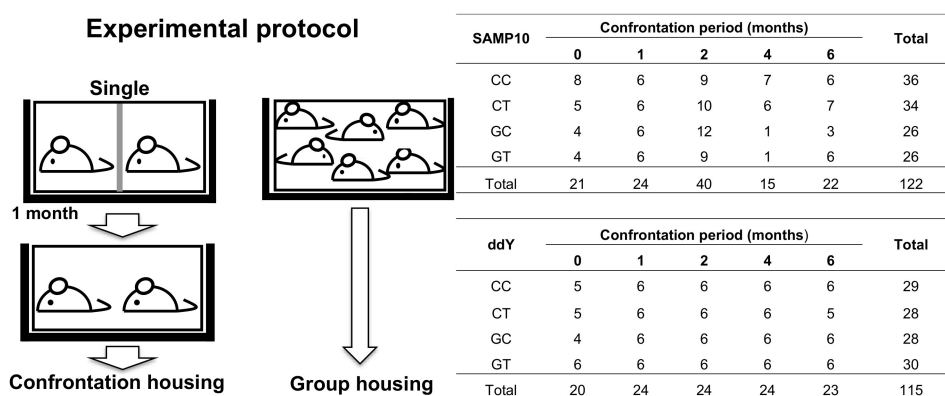 Experimental protocol
Single
1 month
Confrontation housing
Group housing
SAMP10 Confrontation period (months) Total
0 1 2 4 6
CC 8 6 9 7 6 36
CT 5 6 10 6 7 34
GC 4 6 12 1 3 26
GT 4 6 9 1 6 26
Total 21 24 40 15 22 122
ddY Confrontation period (months) Total
0 1 2 4 6
CC 5 6 6 6 6 29
CT 5 6 6 6 5 28
GC 4 6 6 6 6 28
GT 6 6 6 6 6 30
Total 20 24 24 24 23 115